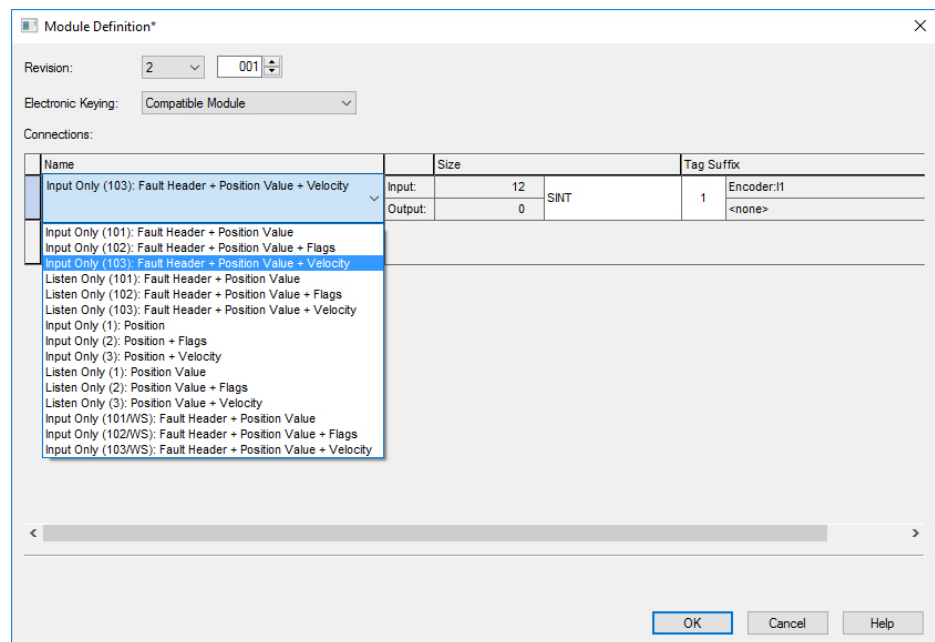 Module Definition*
Revision: 2 001
Electronic Keying: Compatible Module
Connections:
Name Size Tag Suffix
Input Only (103): Fault Header + Position Value + Velocity Input: 12 SINT 1 Encoder:I1
Output: 0 <none>
Input Only (101): Fault Header + Position Value
Input Only (102): Fault Header + Position Value + Flags
Input Only (103): Fault Header + Position Value + Velocity
Listen Only (101): Fault Header + Position Value
Listen Only (102): Fault Header + Position Value + Flags
Listen Only (103): Fault Header + Position Value + Velocity
Input Only (1): Position
Input Only (2): Position + Flags
Input Only (3): Position + Velocity
Listen Only (1): Position Value
Listen Only (2): Position Value + Flags
Listen Only (3): Position Value + Velocity
Input Only (101/WS): Fault Header + Position Value
Input Only (102/WS): Fault Header + Position Value + Flags
Input Only (103/WS): Fault Header + Position Value + Velocity
OK Cancel Help